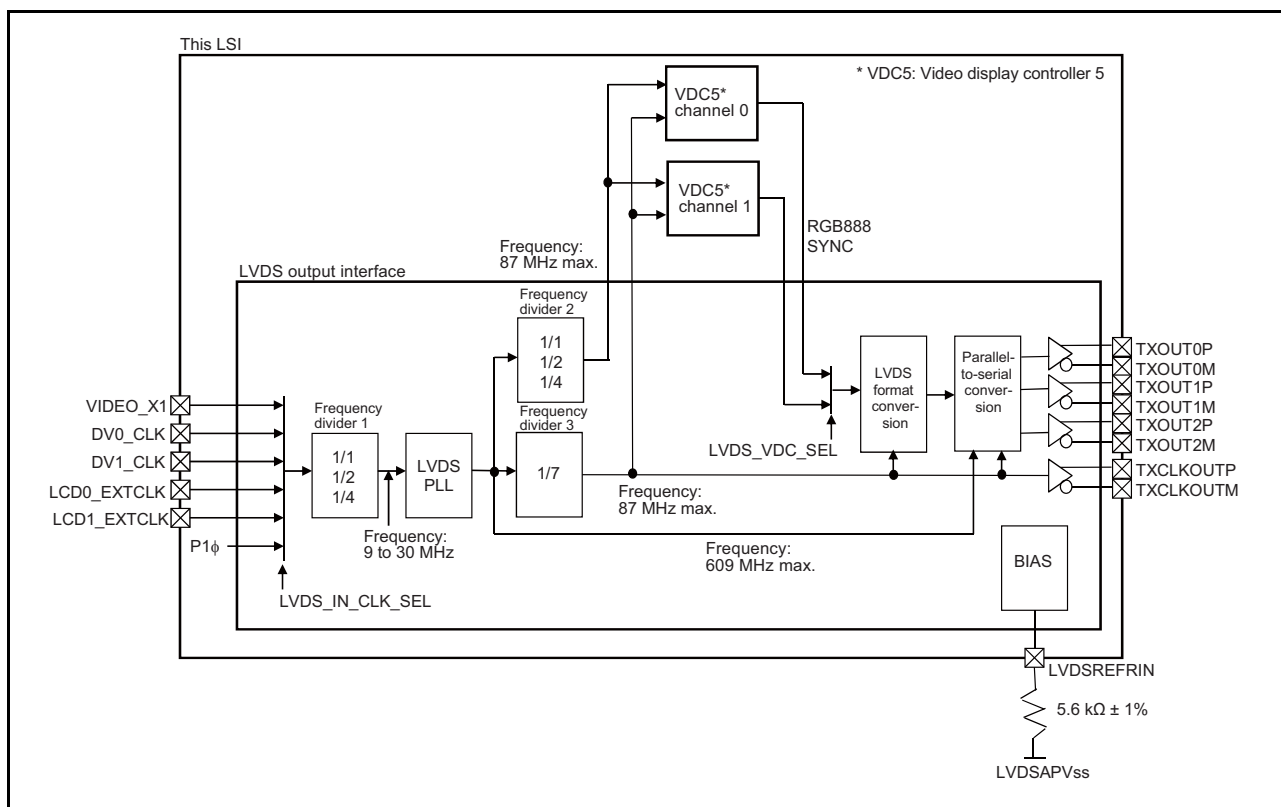 This LSI
* VDC5: Video display controller 5
VDC5*
channel 0
VDC5*
channel 1
RGB888
SYNC
Frequency:
87 MHz max.
LVDS output interface
Frequency
divider 2
1/1
1/2
1/4
VIDEO_X1
DV0_CLK
DV1_CLK
LCD0_EXTCLK
LCD1_EXTCLK
P1ϕ
LVDS_IN_CLK_SEL
Frequency
divider 1
1/1
1/2
1/4
Frequency:
9 to 30 MHz
LVDS
PLL
Frequency
divider 3
1/7
Frequency:
87 MHz max.
Frequency:
609 MHz max.
LVDS_VDC_SEL
LVDS
format
conver-
sion
Parallel-
to-serial
conver-
sion
TXOUT0P
TXOUT0M
TXOUT1P
TXOUT1M
TXOUT2P
TXOUT2M
TXCLKOUTP
TXCLKOUTM
BIAS
LVDSREFRIN
5.6 kΩ ± 1%
LVDSAPVss